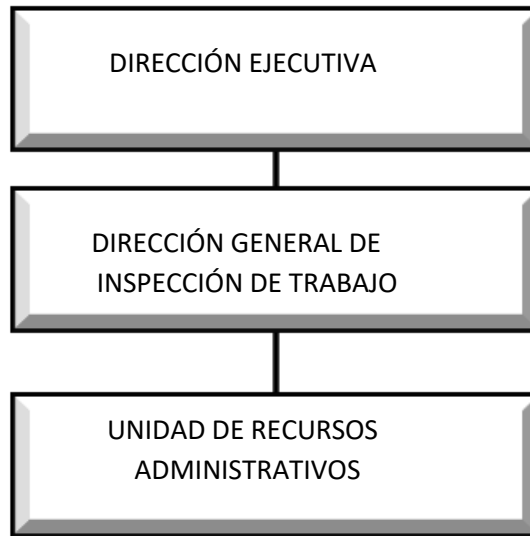 DIRECCIÓN EJECUTIVA
DIRECCIÓN GENERAL DE
INSPECCIÓN DE TRABAJO
UNIDAD DE RECURSOS
ADMINISTRATIVOS